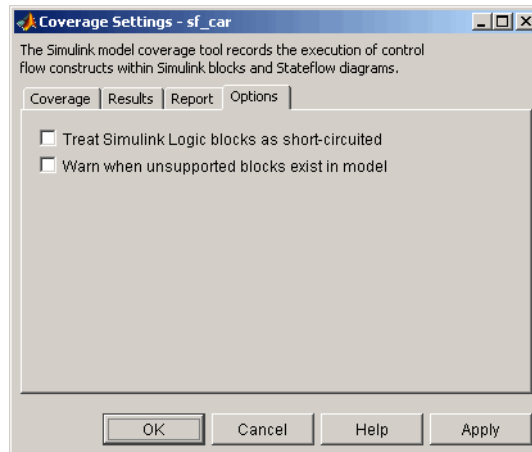 Coverage Settings - sf_car
The Simulink model coverage tool records the execution of control
flow constructs within Simulink blocks and Stateflow diagrams.
Coverage Results Report Options
Treat Simulink Logic blocks as short-circuited
Warn when unsupported blocks exist in model
OK Cancel Help Apply